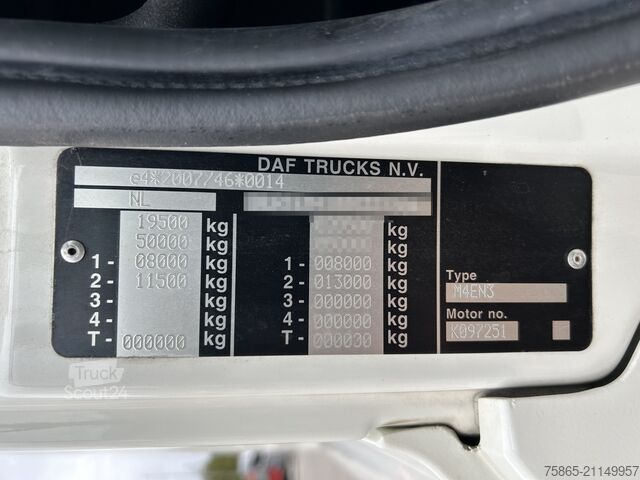 DAF TRUCKS N.V.
e4*2007/46*0014
NL
19500 kg
50000 kg kg
1- 08000 kg 1- 008000 kg
2- 11500 kg 2- 013000 kg
3- kg 3- 000000 kg
4- kg 4- 000000 kg
T- 000000 kg T- 000000 kg
Type
N4EN3
Motor no.
K097251
Truck
Scout24
75865-21149957